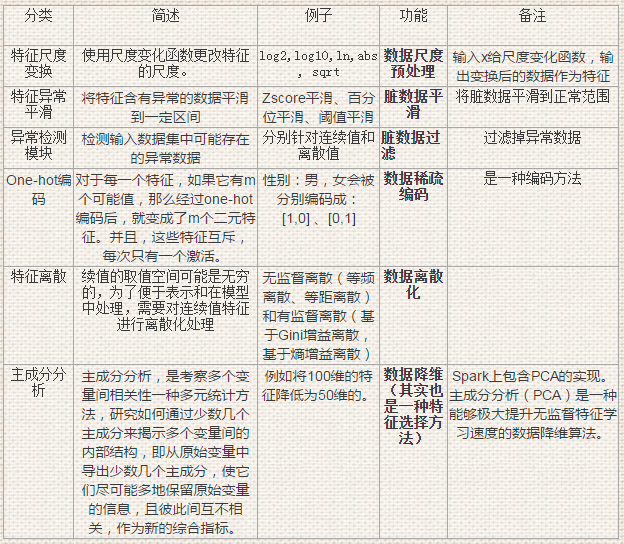 分类 简述 例子 功能 备注
特征尺度变换 使用尺度变化函数更改特征的尺度。 log2,log10,ln,abs,sqrt 数据尺度预处理 输入x给尺度变化函数，输出变换后的数据作为特征
特征异常平滑 将特征含有异常的数据平滑到一定区间 Zscore平滑、百分位平滑、阈值平滑 脏数据平滑 将脏数据平滑到正常范围
异常检测模块 检测输入数据集中可能存在的异常数据 分别针对连续值和离散值 脏数据过滤 过滤掉异常数据
One-hot编码
对于每一个特征，如果它有m
个可能值，那么经过one-hot
编码后，就变成了m个二元特
征。并且，这些特征互斥，
每次只有一个激活。
性别：男，女会被
分别编码成：
[1,0] 、[0,1]
数据稀疏
编码
是一种编码方法
特征离散
续值的取值空间可能是无穷
的，为了便于表示和在模型
中处理，需要对连续值特征
进行离散化处理
无监督离散（等频
离散、等距离散）
和有监督离散（基
于Gini增益离散，
基于熵增益离散）
数据离散
化
主成分分
析
主成分分析，是考察多个变
量间相关性一种多元统计方
法，研究如何通过少数几个
主成分来揭示多个变量间的
内部结构，即从原始变量中
导出少数几个主成分，使它
们尽可能多地保留原始变量
的信息，且彼此间互不相
关，作为新的综合指标。
例如将100维的特
征降低为50维的。
数据降维
（其实也
是一种特
征选择方
法）
Spark上包含PCA的实现。
主成分分析（PCA）是一种
能够极大提升无监督特征学
习速度的数据降维算法。